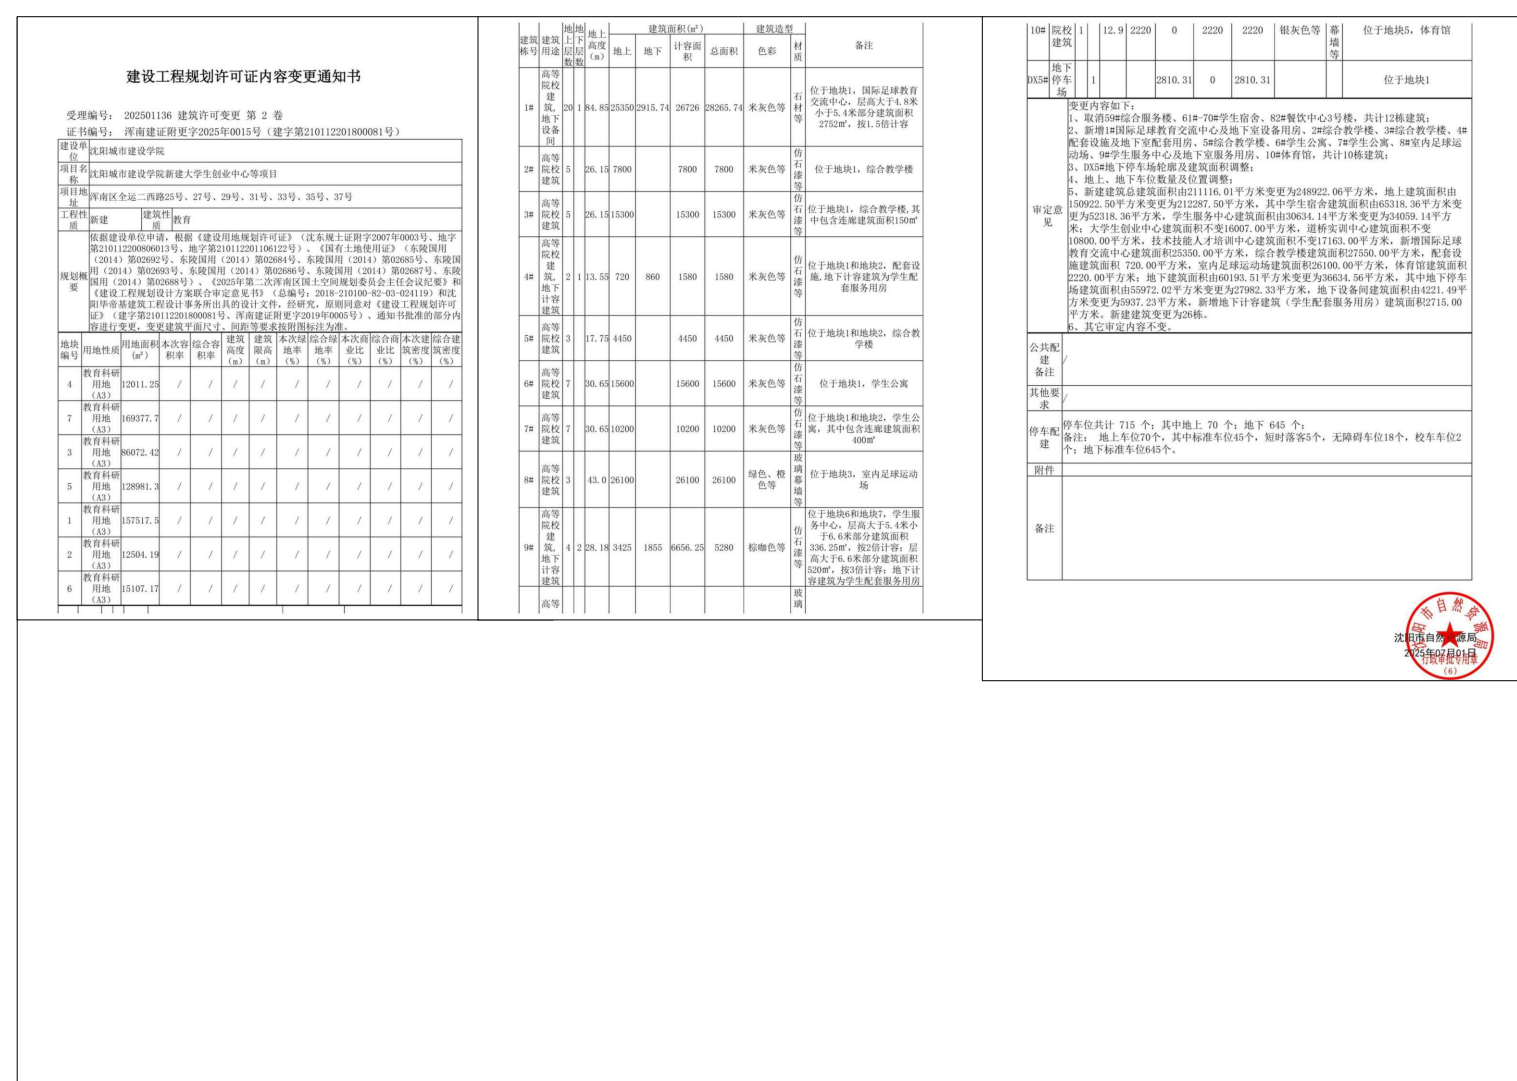 建设工程规划许可证内容变更通知书
受理编号： 202501136 建筑许可变更 第 2 卷
证书编号： 浑南建证附更字2025年0015号（建字第210112201800081号）
建设单位 沈阳城市建设学院
项目名称 沈阳城市建设学院新建大学生创业中心等项目
项目地址 浑南区全运二西路25号、27号、29号、31号、33号、35号、37号
工程性质 新建 建筑性质 教育
规划概要
依据建设单位申请，根据《建设用地规划许可证》（沈东规土证附字2007年0003号、地字
第210112200806013号、地字第210112201106122号）、《国有土地使用证》（东陵国用
（2014）第02692号、东陵国用（2014）第02684号、东陵国用（2014）第02685号、东陵国
用（2014）第02693号、东陵国用（2014）第02686号、东陵国用（2014）第02687号、东陵
国用（2014）第02688号）、《2025年第二次浑南区国土空间规划委员会主任会议纪要》和
《建设工程规划设计方案联合审定意见书》（总编号：2018-210100-82-03-024119）和沈
阳毕帝基建筑工程设计事务所出具的设计文件，经研究，原则同意对《建设工程规划许可
证》（建字第210112201800081号、浑南建证附更字2019年0005号）、通知书批准的部分内
容进行变更，变更建筑平面尺寸、间距等要求按附图标注为准。
地块编号 用地性质 用地面积（m²） 本次容积率 综合容积率 建筑高度（m） 建筑限高（m） 本次绿地率（%） 综合绿地率（%） 本次商业比（%） 综合商业比（%） 本次建筑密度（%） 综合建筑密度（%）
4 教育科研用地（A3） 12011.25 / / / / / / / / / /
7 教育科研用地（A3） 169377.7 / / / / / / / / / /
3 教育科研用地（A3） 86072.42 / / / / / / / / / /
5 教育科研用地（A3） 128981.3 / / / / / / / / / /
1 教育科研用地（A3） 157517.5 / / / / / / / / / /
2 教育科研用地（A3） 12504.19 / / / / / / / / / /
6 教育科研用地（A3） 15107.17 / / / / / / / / / /
建筑栋号 建筑用途 地上层数 地下层数 地上高度（m） 建筑面积(m²) 建筑造型 备注
地上 地下 计容面积 总面积 色彩 材质
1# 高等院校建筑,地下设备间 20 1 84.85 25350 2915.74 26726 28265.74 米灰色等 石材等 位于地块1，国际足球教育交流中心，层高大于4.8米小于5.4米部分建筑面积2752㎡，按1.5倍计容
2# 高等院校建筑 5 26.15 7800 7800 7800 米灰色等 仿石漆等 位于地块1，综合教学楼
3# 高等院校建筑 5 26.15 15300 15300 15300 米灰色等 仿石漆等 位于地块1，综合教学楼,其中包含连廊建筑面积150㎡
4# 高等院校建筑,地下计容建筑 2 1 13.55 720 860 1580 1580 米灰色等 仿石漆等 位于地块1和地块2，配套设施,地下计容建筑为学生配套服务用房
5# 高等院校建筑 3 17.75 4450 4450 4450 米灰色等 仿石漆等 位于地块1和地块2，综合教学楼
6# 高等院校建筑 7 30.65 15600 15600 15600 米灰色等 仿石漆等 位于地块1，学生公寓
7# 高等院校建筑 7 30.65 10200 10200 10200 米灰色等 仿石漆等 位于地块1和地块2，学生公寓，其中包含连廊建筑面积400㎡
8# 高等院校建筑 3 43.0 26100 26100 26100 绿色、橙色等 玻璃幕墙等 位于地块3，室内足球运动场
9# 高等院校建筑,地下计容建筑 4 2 28.18 3425 1855 6656.25 5280 棕咖色等 仿石漆等 位于地块6和地块7，学生服务中心，层高大于5.4米小于6.6米部分建筑面积336.25㎡，按2倍计容；层高大于6.6米部分建筑面积520㎡，按3倍计容；地下计容建筑为学生配套服务用房
高等 玻璃
10# 院校建筑 1 12.9 2220 0 2220 2220 银灰色等 幕墙等 位于地块5，体育馆
DX5# 地下停车场 1 2810.31 0 2810.31 位于地块1
审定意见
变更内容如下：
1、取消59#综合服务楼、61#-70#学生宿舍、82#餐饮中心3号楼，共计12栋建筑；
2、新增1#国际足球教育交流中心及地下室设备用房、2#综合教学楼、3#综合教学楼、4#
配套设施及地下室配套用房、5#综合教学楼、6#学生公寓、7#学生公寓、8#室内足球运
动场、9#学生服务中心及地下室服务用房、10#体育馆，共计10栋建筑；
3、DX5#地下停车场轮廓及建筑面积调整；
4、地上、地下车位数量及位置调整；
5、新建建筑总建筑面积由211116.01平方米变更为248922.06平方米，地上建筑面积由
150922.50平方米变更为212287.50平方米，其中学生宿舍建筑面积由65318.36平方米变
更为52318.36平方米，学生服务中心建筑面积由30634.14平方米变更为34059.14平方
米；大学生创业中心建筑面积不变16007.00平方米，道桥实训中心建筑面积不变
10800.00平方米，技术技能人才培训中心建筑面积不变17163.00平方米，新增国际足球
教育交流中心建筑面积25350.00平方米，综合教学楼建筑面积27550.00平方米，配套设
施建筑面积 720.00平方米，室内足球运动场建筑面积26100.00平方米，体育馆建筑面积
2220.00平方米；地下建筑面积由60193.51平方米变更为36634.56平方米，其中地下停车
场建筑面积由55972.02平方米变更为27982.33平方米，地下设备间建筑面积由4221.49平
方米变更为5937.23平方米，新增地下计容建筑（学生配套服务用房）建筑面积2715.00
平方米。新建建筑变更为26栋。
6、其它审定内容不变。
公共配建备注 /
其他要求 /
停车配建
停车位共计 715 个；其中地上 70 个；地下 645 个；
备注： 地上车位70个，其中标准车位45个，短时落客5个，无障碍车位18个，校车车位2
个；地下标准车位645个。
附件
备注
沈阳市自然资源局
2025年07月01日
沈阳市自然资源局
行政审批专用章
（6）